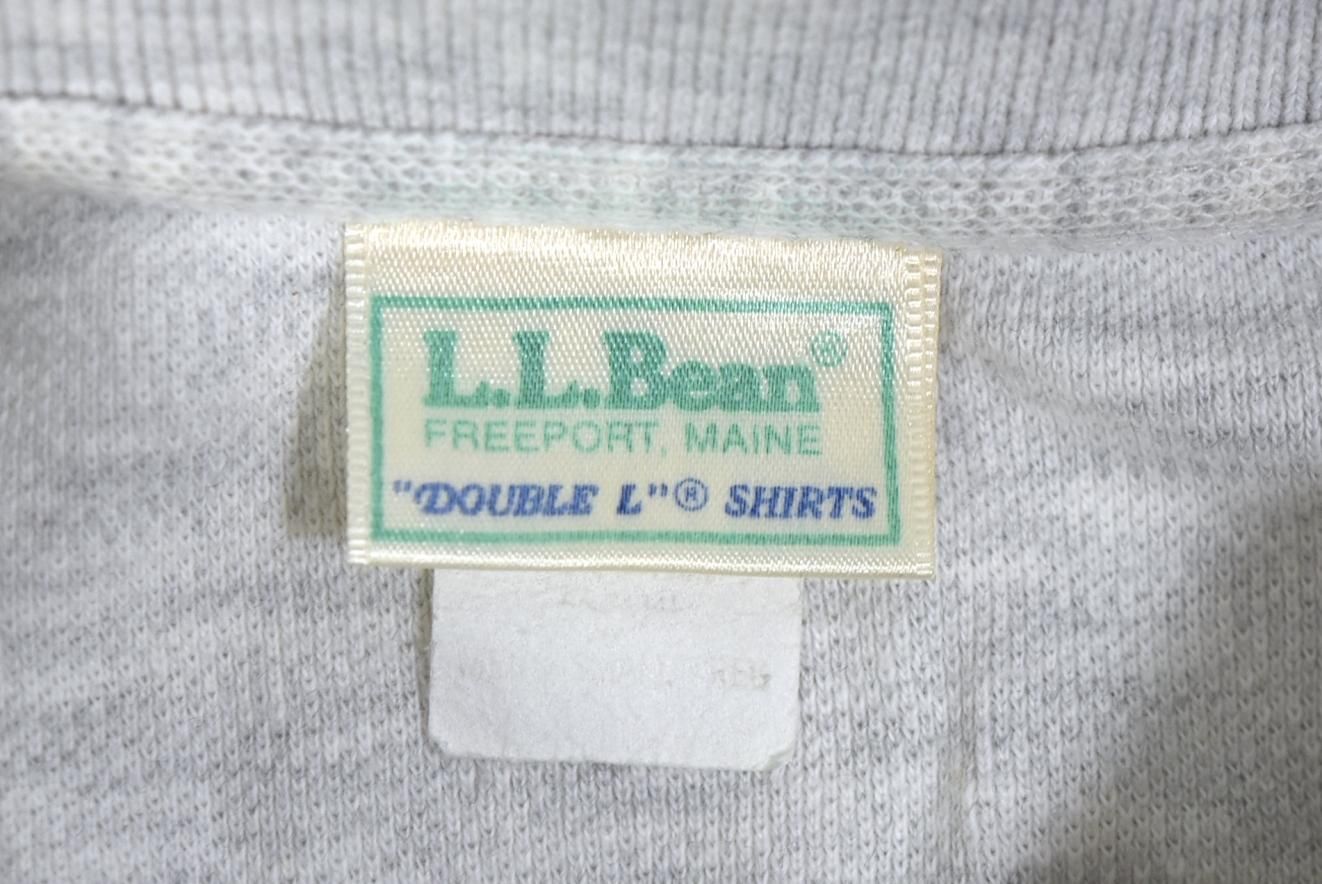 L.L.Bean®
FREEPORT, MAINE
"DOUBLE L"® SHIRTS